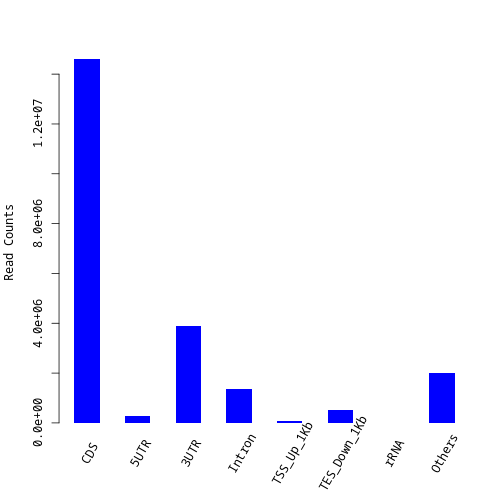 Read Counts
1.2e+07
8.0e+06
4.0e+06
0.0e+00
CDS
5UTR
3UTR
Intron
TSS_Up_1Kb
TES_Down_1Kb
rRNA
Others